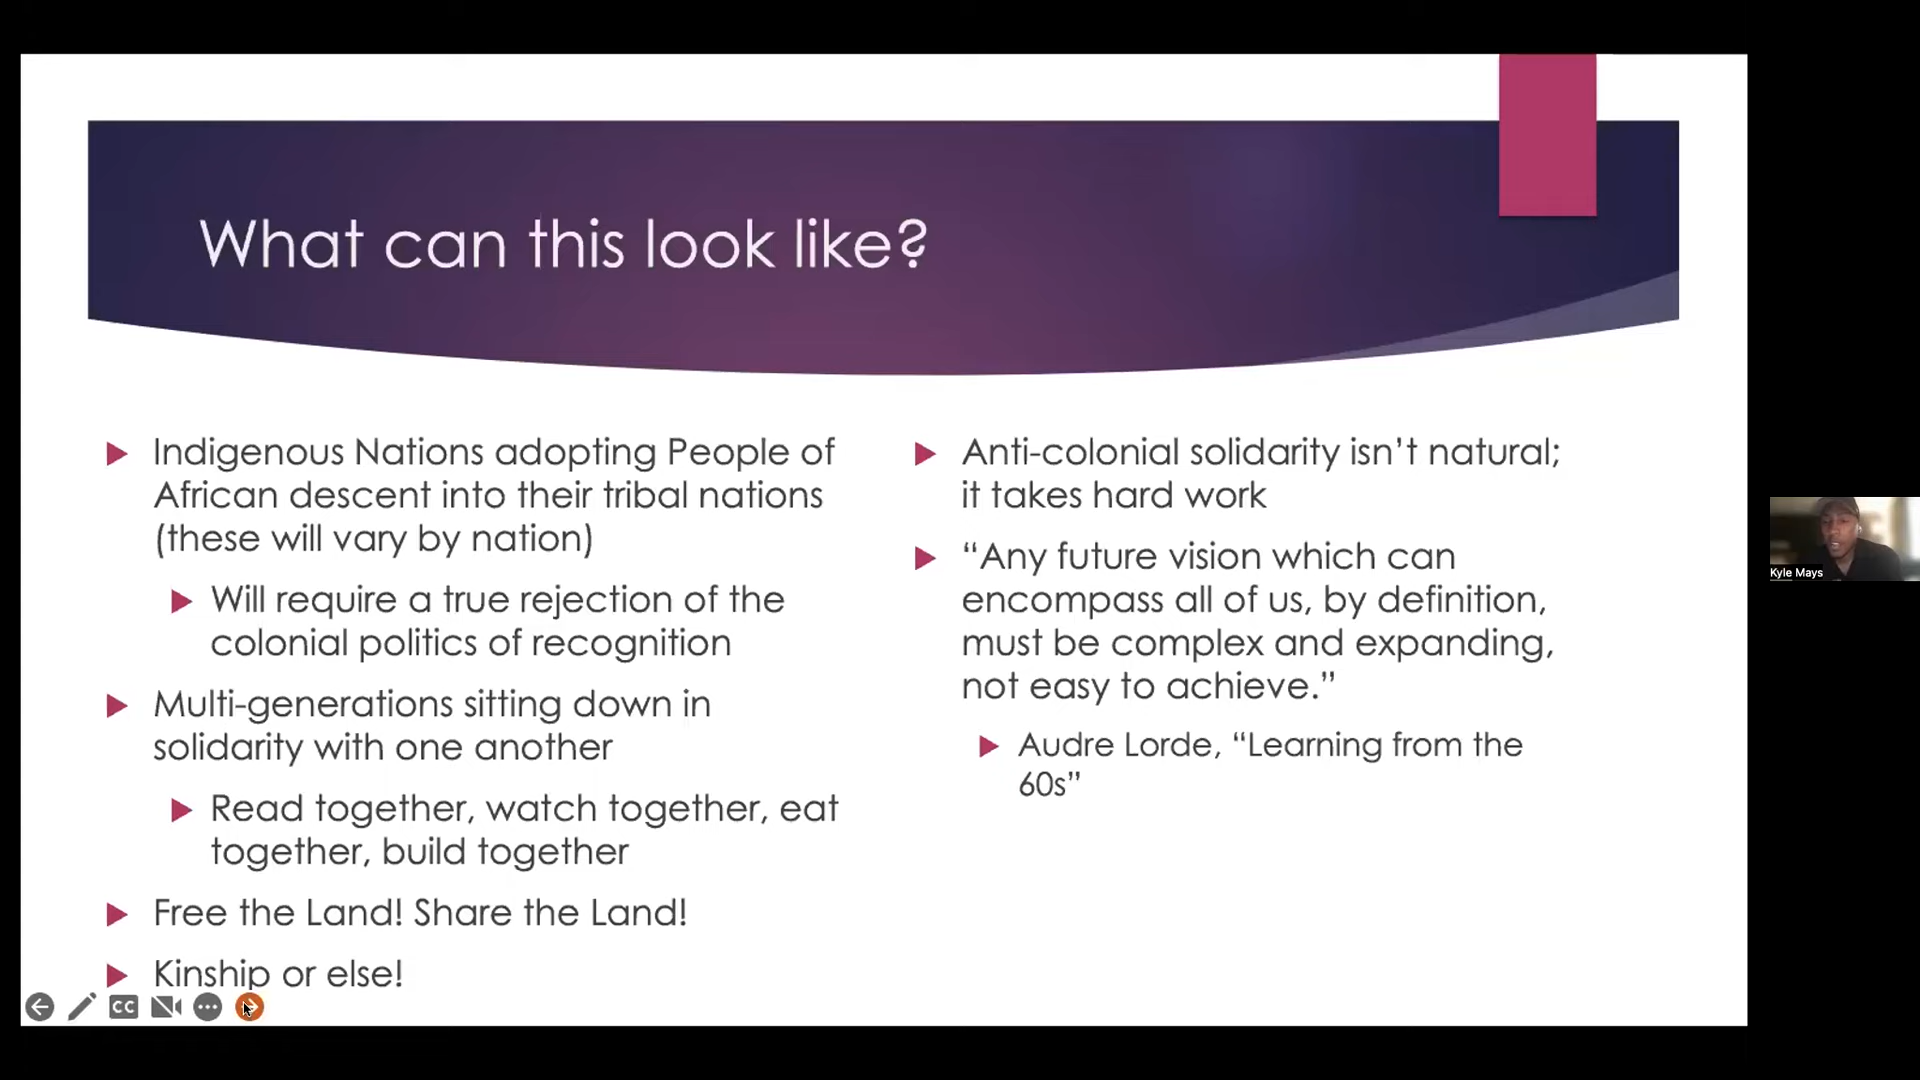 What can this look like?
Indigenous Nations adopting People of
African descent into their tribal nations
(these will vary by nation)
Will require a true rejection of the
colonial politics of recognition
Multi-generations sitting down in
solidarity with one another
Read together, watch together, eat
together, build together
Free the Land! Share the Land!
Kinship or else!
Anti-colonial solidarity isn’t natural;
it takes hard work
“Any future vision which can
encompass all of us, by definition,
must be complex and expanding,
not easy to achieve.”
Audre Lorde, “Learning from the
60s”
CC
Kyle Mays